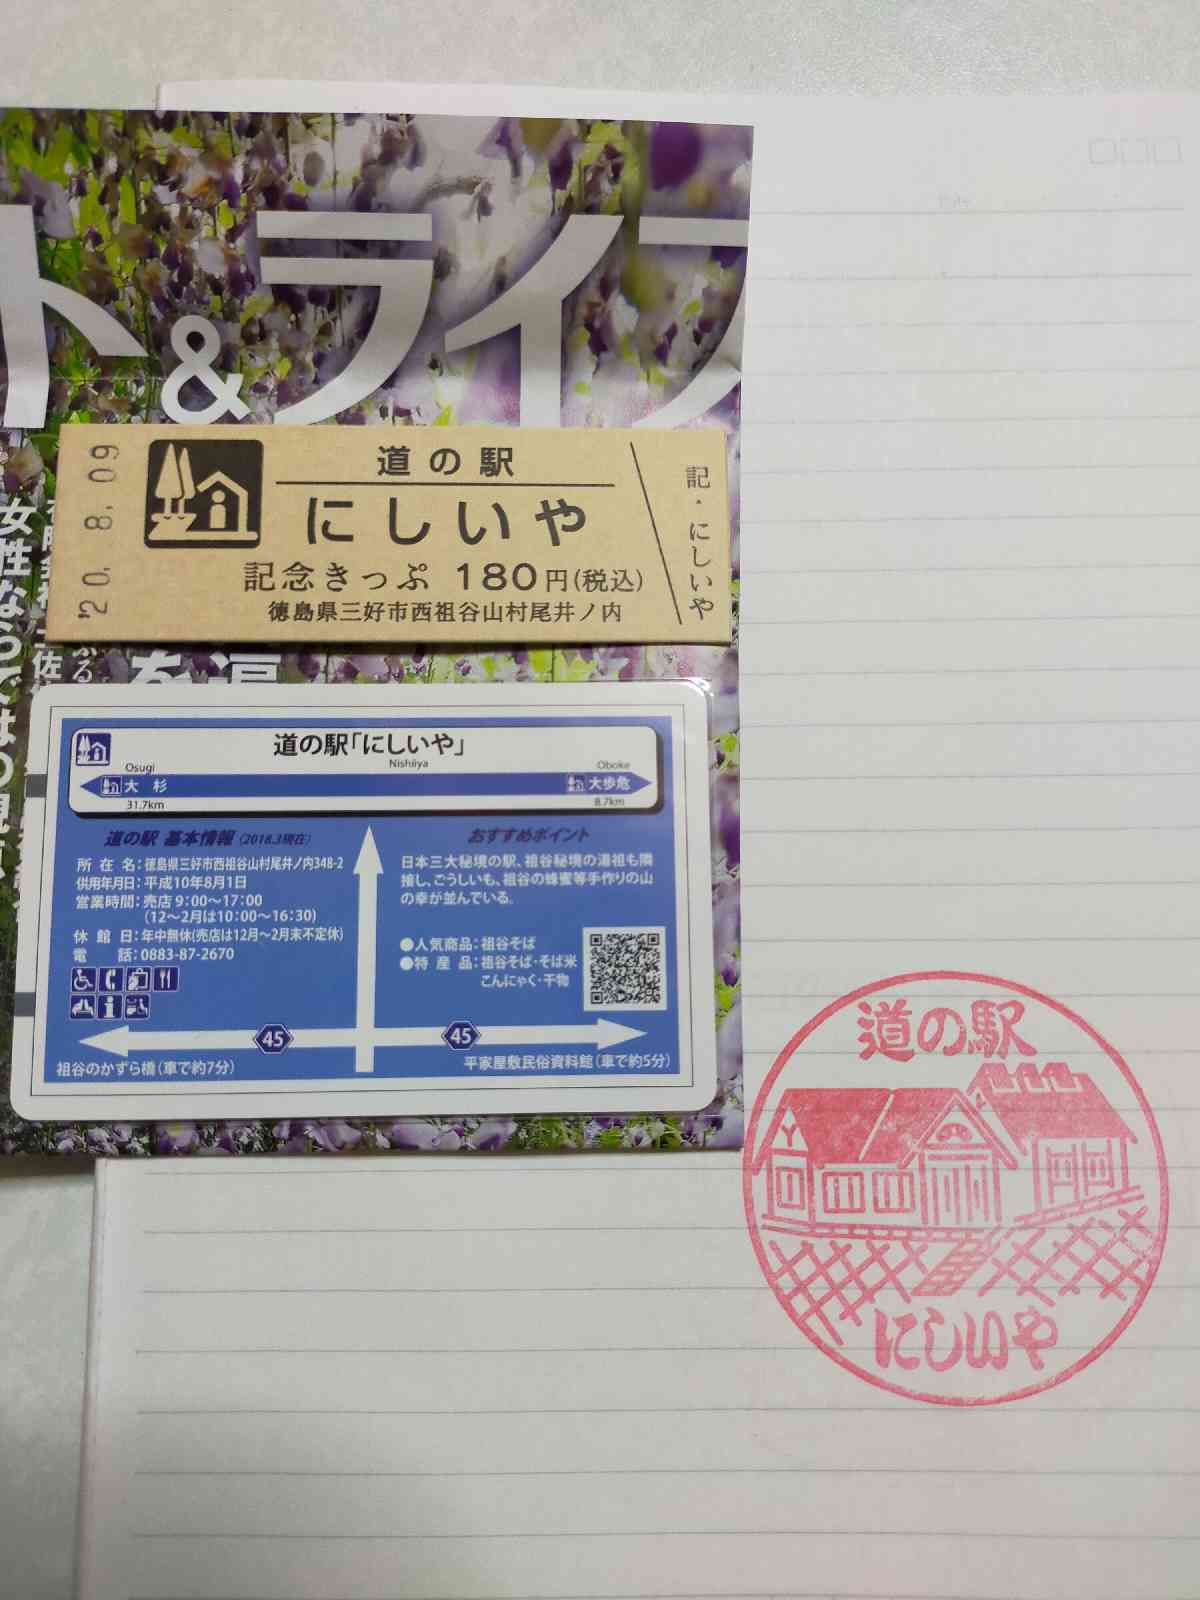 ト&ライフ
'20.8.09
道の駅
にしいや
記念きっぷ 180円(税込)
徳島県三好市西祖谷山村尾井ノ内
記・にしいや
女性ならではの視
道の駅「にしいや」
Nishiiya
Osugi
大 杉
31.7km
Oboke
大歩危
8.7km
道の駅 基本情報 (2018.3現在)
所 在 名:徳島県三好市西祖谷山村尾井ノ内348-2
供用年月日:平成10年8月1日
営業時間:売店 9:00～17:00
(12～2月は10:00～16:30)
休 館 日:年中無休(売店は12月～2月末不定休)
電 話:0883-87-2670
おすすめポイント
日本三大秘境の駅、祖谷秘境の湯祖も隣
接し、ごうしいも、祖谷の蜂蜜等手作りの山
の幸が並んでいる。
●人気商品:祖谷そば
●特 産 品:祖谷そば・そば米
こんにゃく・干物
45
45
祖谷のかずら橋(車で約7分)
平家屋敷民俗資料館(車で約5分)
道の駅
にしいや